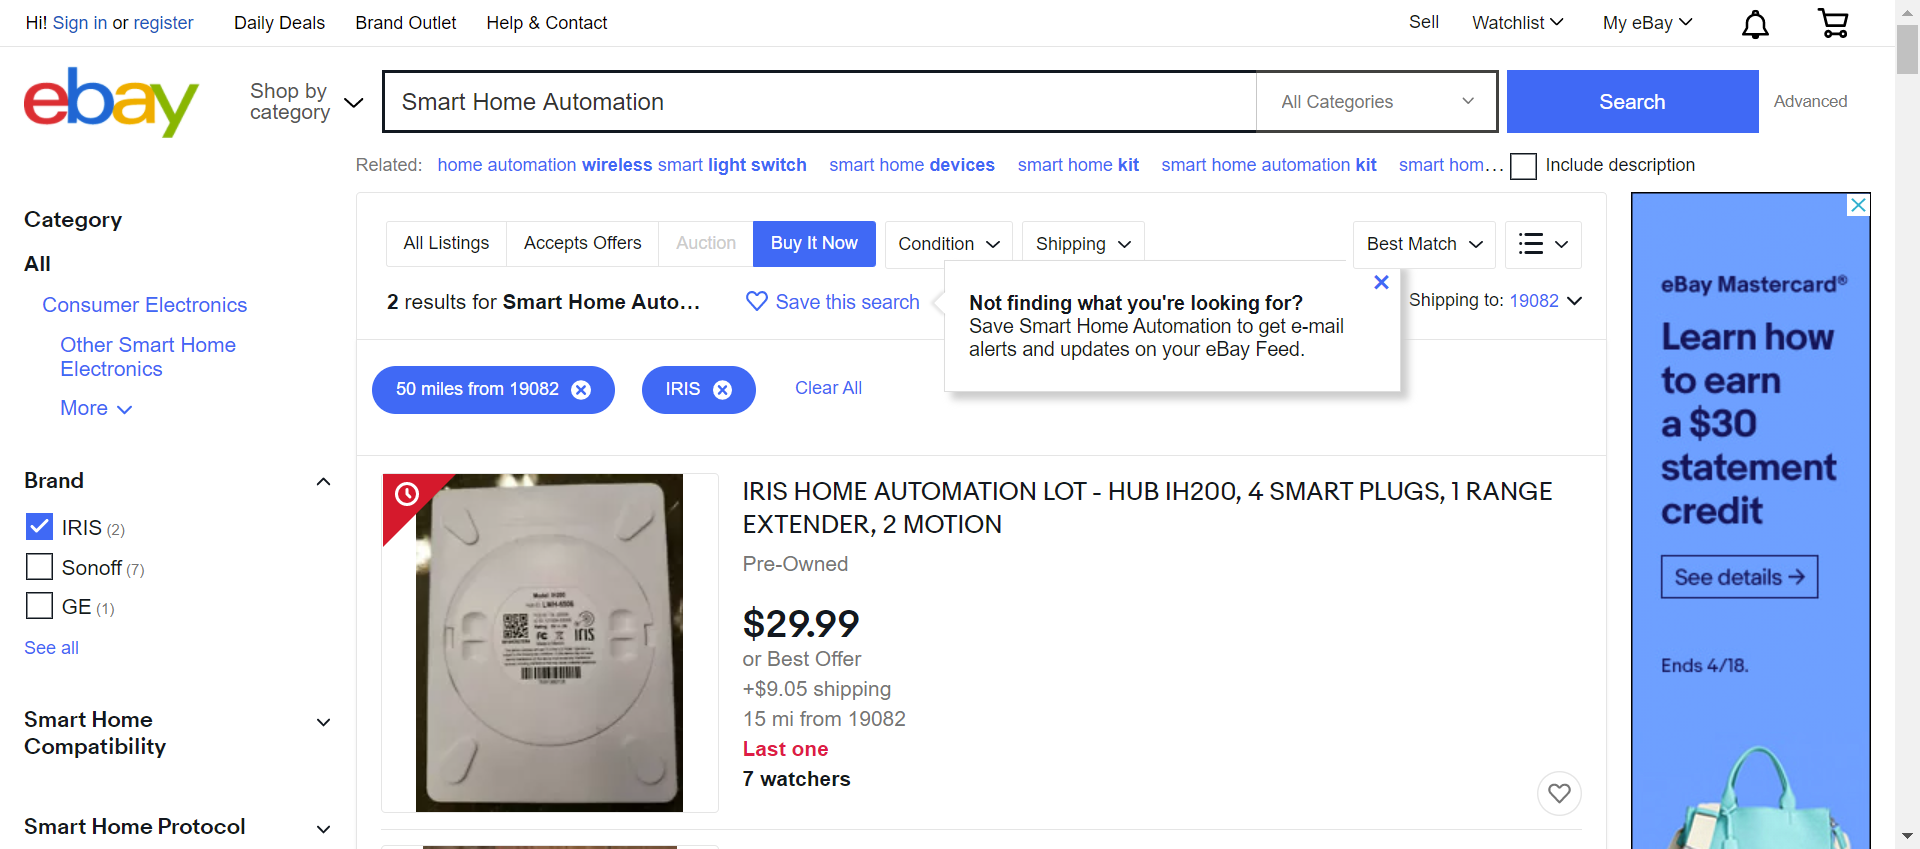 Hi! Sign in or register Daily Deals Brand Outlet Help & Contact Sell Watchlist My eBay
ebay Shop by category Smart Home Automation All Categories Search Advanced
Related: home automation wireless smart light switch smart home devices smart home kit smart home automation kit smart hom... Include description
Category
All
Consumer Electronics
Other Smart Home
Electronics
More
Brand
IRIS (2)
Sonoff (7)
GE (1)
See all
Smart Home
Compatibility
Smart Home Protocol
All Listings Accepts Offers Auction Buy It Now Condition Shipping Best Match
2 results for Smart Home Auto... Save this search
Not finding what you're looking for?
Save Smart Home Automation to get e-mail
alerts and updates on your eBay Feed.
Shipping to: 19082
50 miles from 19082 IRIS Clear All
Model: IH200
LWH-6506
FC
IRIS
IRIS HOME AUTOMATION LOT - HUB IH200, 4 SMART PLUGS, 1 RANGE
EXTENDER, 2 MOTION
Pre-Owned
$29.99
or Best Offer
+$9.05 shipping
15 mi from 19082
Last one
7 watchers
eBay Mastercard®
Learn how
to earn
a $30
statement
credit
See details →
Ends 4/18.